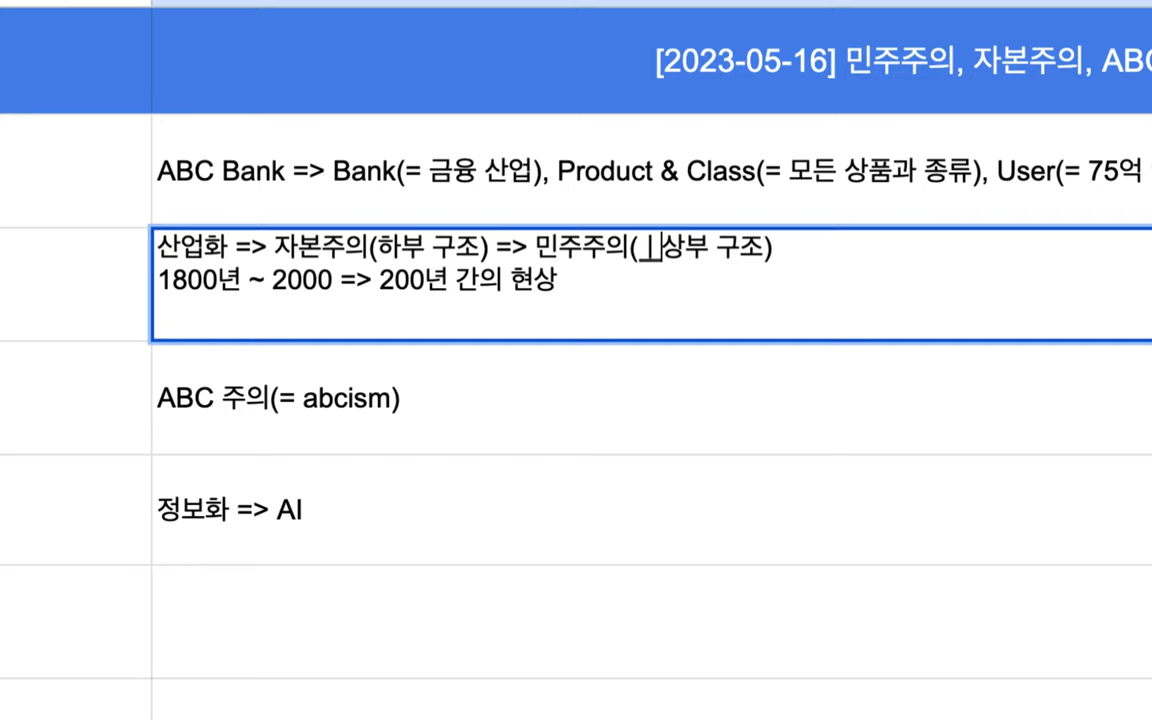 [2023-05-16] 민주주의, 자본주의, ABC
ABC Bank => Bank(= 금융 산업), Product & Class(= 모든 상품과 종류), User(= 75억
산업화 => 자본주의(하부 구조) => 민주주의(ㅗ상부 구조)
1800년 ~ 2000 => 200년 간의 현상
ABC 주의(= abcism)
정보화 => AI